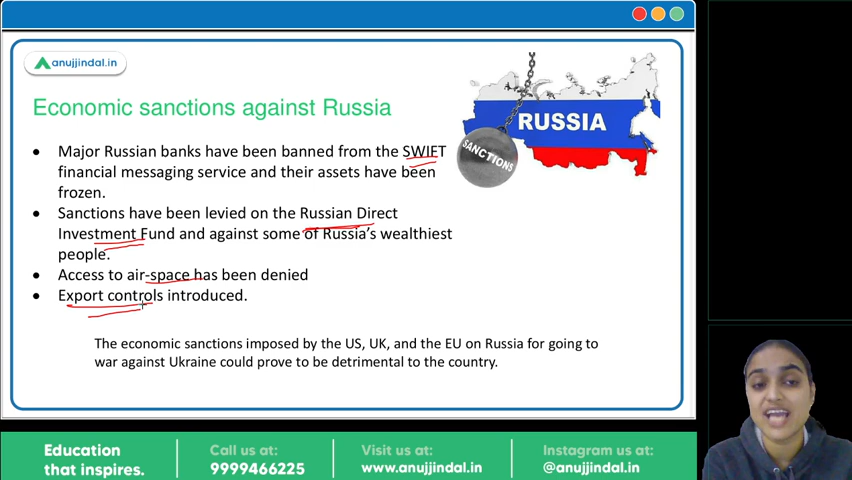 anujjindal.in
Economic sanctions against Russia
RUSSIA
SANCTIONS
• Major Russian banks have been banned from the SWIFT
financial messaging service and their assets have been
frozen.
• Sanctions have been levied on the Russian Direct
Investment Fund and against some of Russia's wealthiest
people.
• Access to air-space has been denied
• Export controls introduced.
The economic sanctions imposed by the US, UK, and the EU on Russia for going to
war against Ukraine could prove to be detrimental to the country.
Education
that inspires.
Call us at:
9999466225
Visit us at:
www.anujjindal.in
Instagram us at:
@anujjindal.in